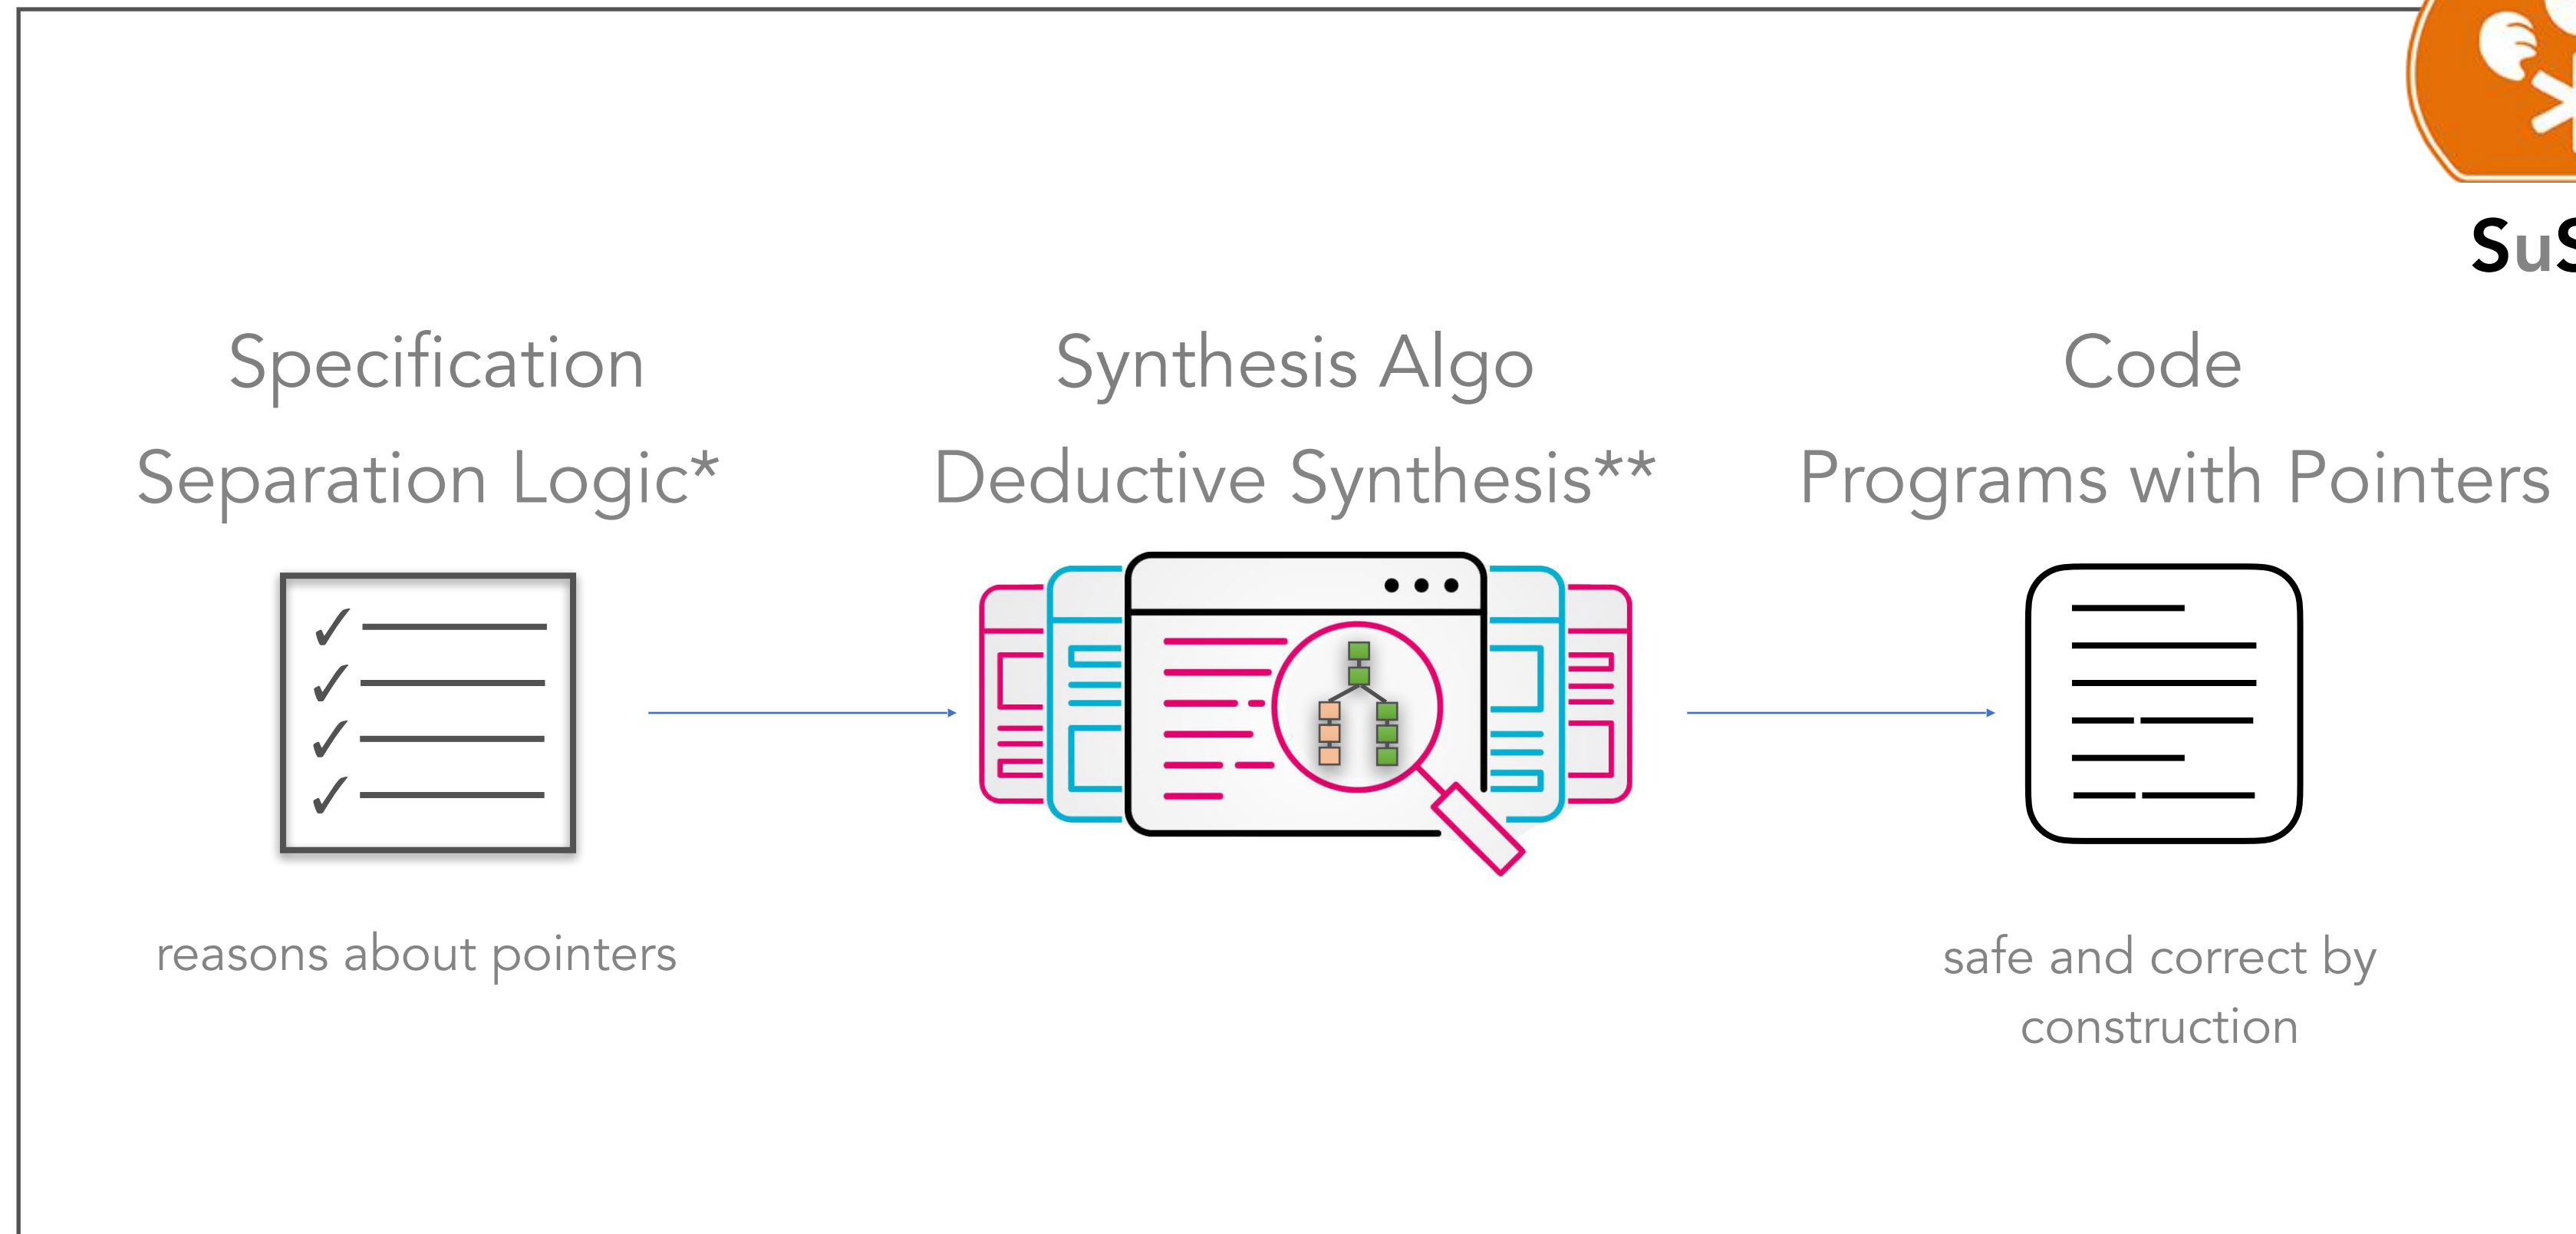 Specification
Separation Logic*
reasons about pointers
Synthesis Algo
Deductive Synthesis**
Code
Programs with Pointers
safe and correct by
construction